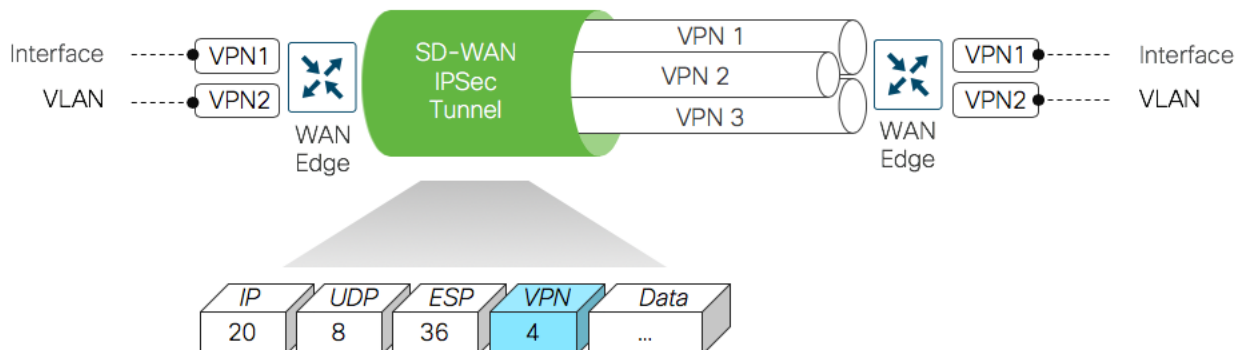 Interface
VLAN
VPN1
VPN2
WAN
Edge
SD-WAN
IPSec
Tunnel
VPN 1
VPN 2
VPN 3
WAN
Edge
VPN1
VPN2
Interface
VLAN
IP
UDP
ESP
VPN
Data
20
8
36
4
...